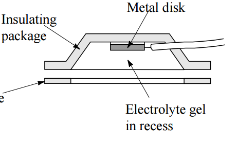 Metal disk
Insulating
package
Electrolyte gel
in recess